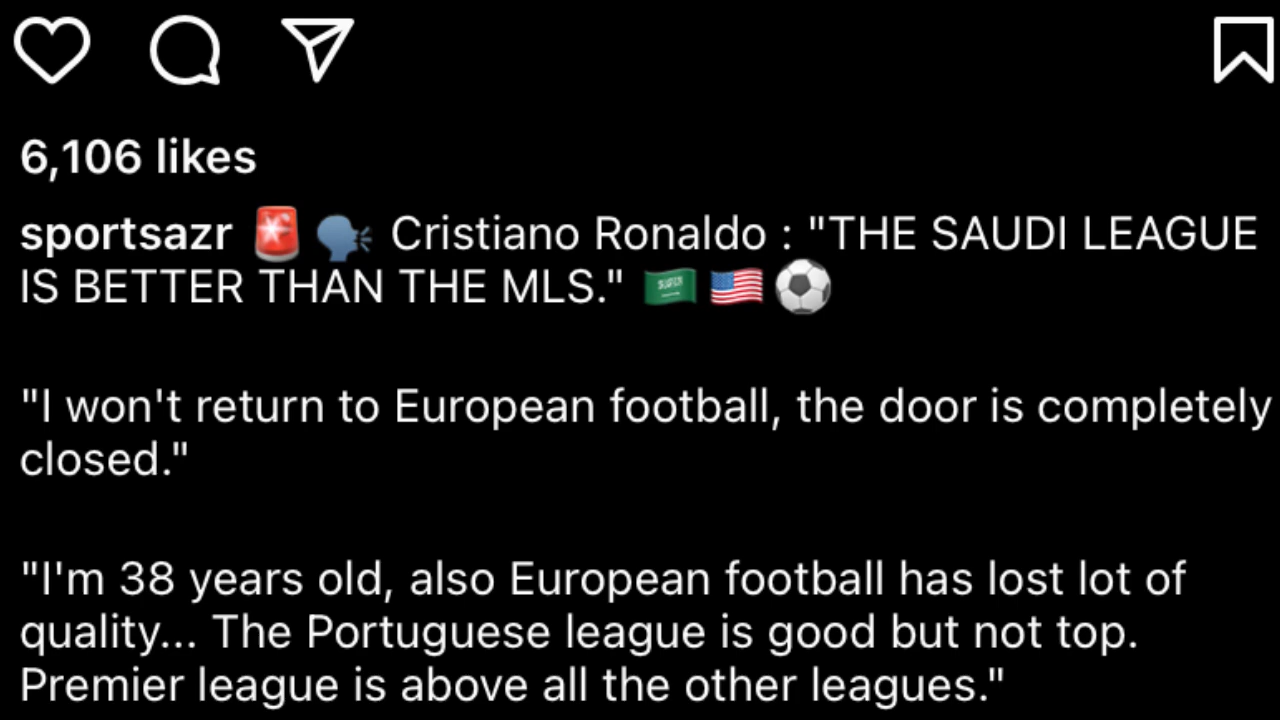 6,106 likes
sportsazr 🚨 🗣️ Cristiano Ronaldo : "THE SAUDI LEAGUE
IS BETTER THAN THE MLS." 🇸🇦 🇺🇸 ⚽
"I won't return to European football, the door is completely
closed."
"I'm 38 years old, also European football has lost lot of
quality... The Portuguese league is good but not top.
Premier league is above all the other leagues."